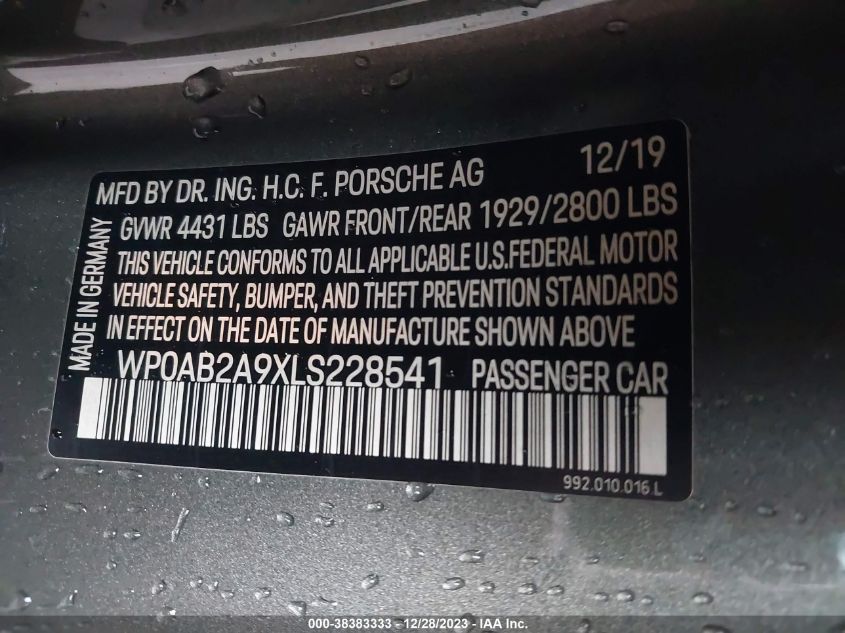 MFD BY DR. ING. H.C. F. PORSCHE AG 12/19
GVWR 4431 LBS GAWR FRONT/REAR 1929/2800 LBS
THIS VEHICLE CONFORMS TO ALL APPLICABLE U.S.FEDERAL MOTOR
VEHICLE SAFETY, BUMPER, AND THEFT PREVENTION STANDARDS
IN EFFECT ON THE DATE OF MANUFACTURE SHOWN ABOVE
WP0AB2A9XLS228541 PASSENGER CAR
MADE IN GERMANY
992.010.016 L
000-38383333 - 12/28/2023 - IAA Inc.